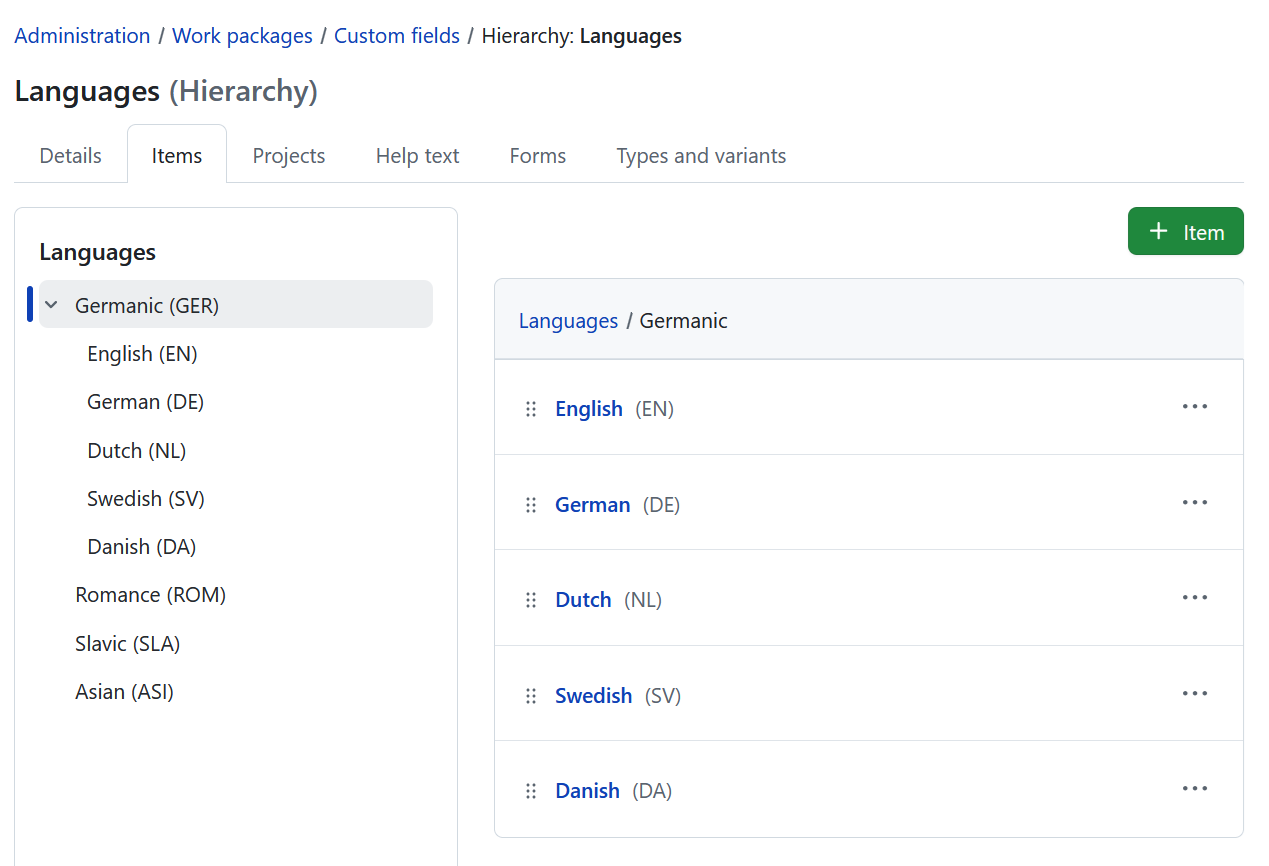 Administration / Work packages / Custom fields / Hierarchy: Languages
Languages (Hierarchy)
Details Items Projects Help text Forms Types and variants
Languages
Germanic (GER)
English (EN)
German (DE)
Dutch (NL)
Swedish (SV)
Danish (DA)
Romance (ROM)
Slavic (SLA)
Asian (ASI)
+ Item
Languages / Germanic
English (EN)
German (DE)
Dutch (NL)
Swedish (SV)
Danish (DA)